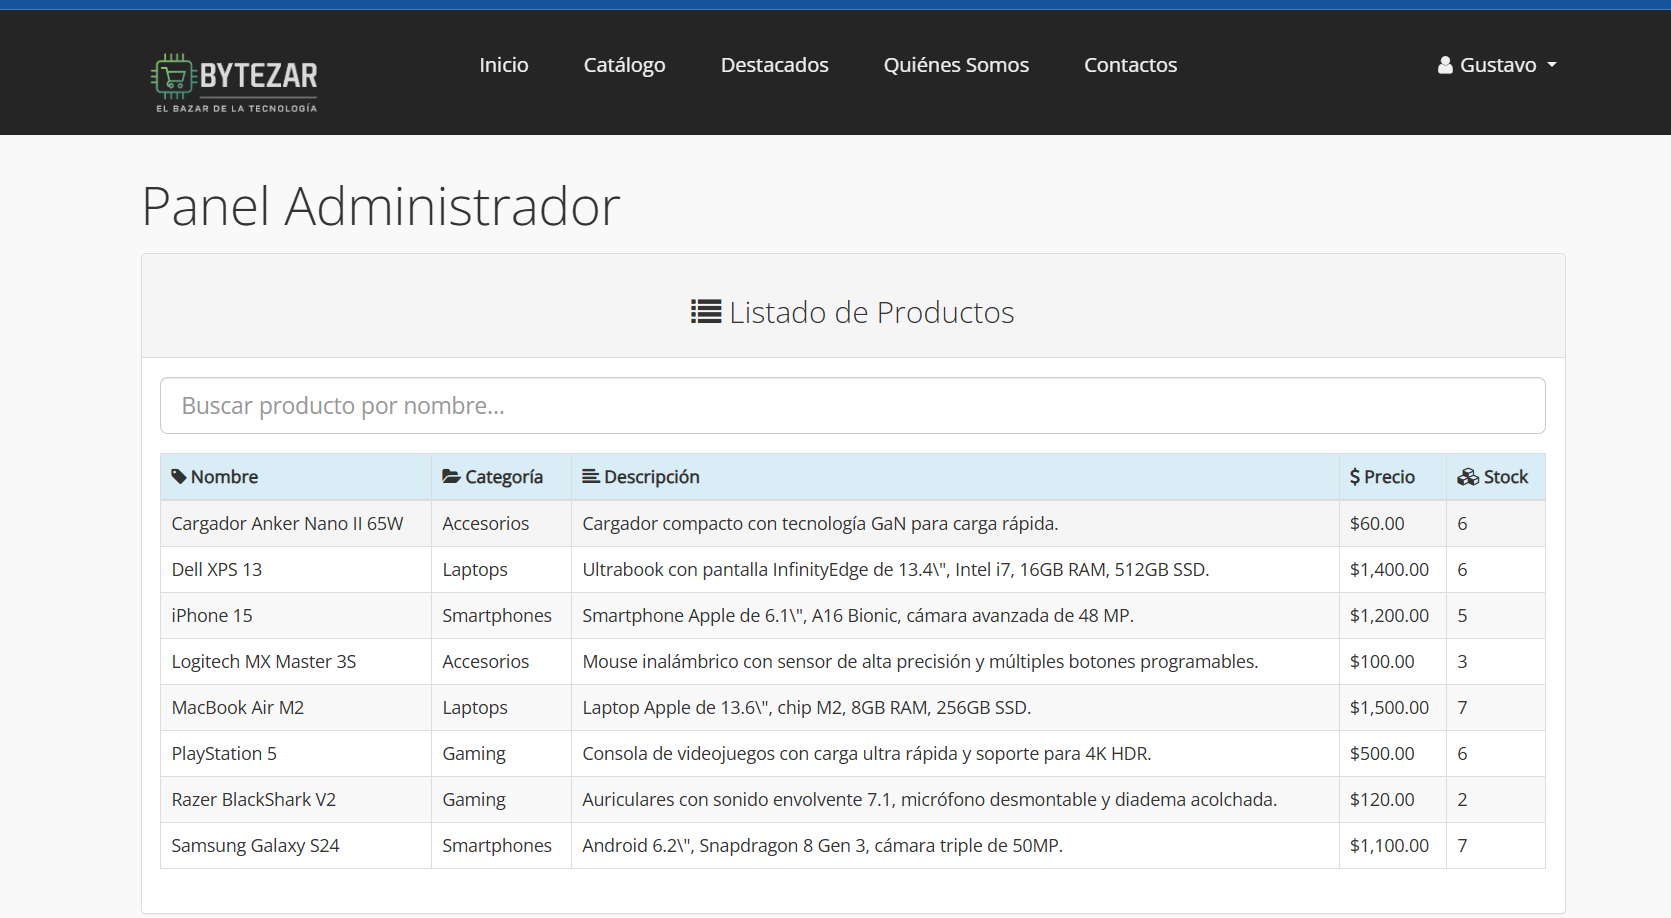 BYTEZAR
EL BAZAR DE LA TECNOLOGÍA
Inicio Catálogo Destacados Quiénes Somos Contactos Gustavo
Panel Administrador
Listado de Productos
Buscar producto por nombre...
Nombre Categoría Descripción $ Precio Stock
Cargador Anker Nano II 65W Accesorios Cargador compacto con tecnología GaN para carga rápida. $60.00 6
Dell XPS 13 Laptops Ultrabook con pantalla InfinityEdge de 13.4\", Intel i7, 16GB RAM, 512GB SSD. $1,400.00 6
iPhone 15 Smartphones Smartphone Apple de 6.1\", A16 Bionic, cámara avanzada de 48 MP. $1,200.00 5
Logitech MX Master 3S Accesorios Mouse inalámbrico con sensor de alta precisión y múltiples botones programables. $100.00 3
MacBook Air M2 Laptops Laptop Apple de 13.6\", chip M2, 8GB RAM, 256GB SSD. $1,500.00 7
PlayStation 5 Gaming Consola de videojuegos con carga ultra rápida y soporte para 4K HDR. $500.00 6
Razer BlackShark V2 Gaming Auriculares con sonido envolvente 7.1, micrófono desmontable y diadema acolchada. $120.00 2
Samsung Galaxy S24 Smartphones Android 6.2\", Snapdragon 8 Gen 3, cámara triple de 50MP. $1,100.00 7